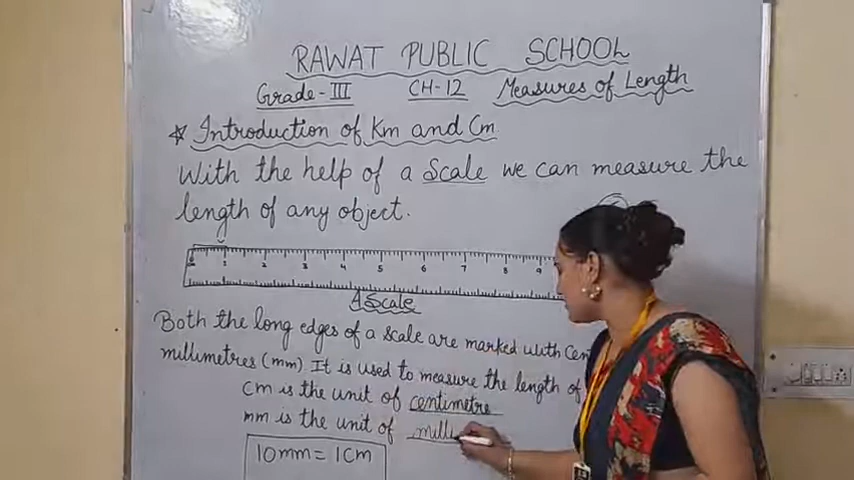 RAWAT PUBLIC SCHOOL
Grade-III CH-12 Measures of Length
☆ Introduction of Km and Cm
With the help of a Scale we can measure the
length of any object.
0 1 2 3 4 5 6 7 8 9
A Scale
Both the long edges of a scale are marked with Cen
millimetres (mm). It is used to measure the length of
Cm is the unit of centimetre
mm is the unit of milli
10mm = 1Cm